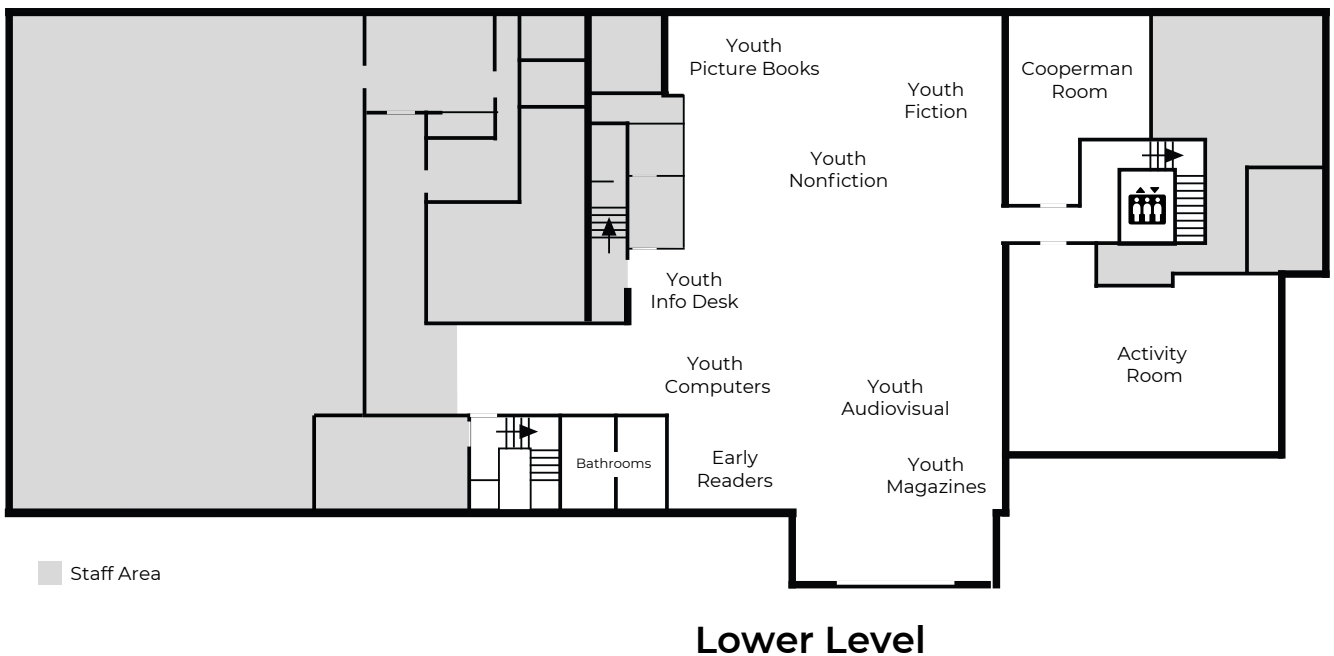 Youth
Picture Books
Youth
Fiction
Cooperman
Room
Youth
Nonfiction
Youth
Info Desk
Youth
Computers
Youth
Audiovisual
Activity
Room
Bathrooms
Early
Readers
Youth
Magazines
Staff Area
Lower Level